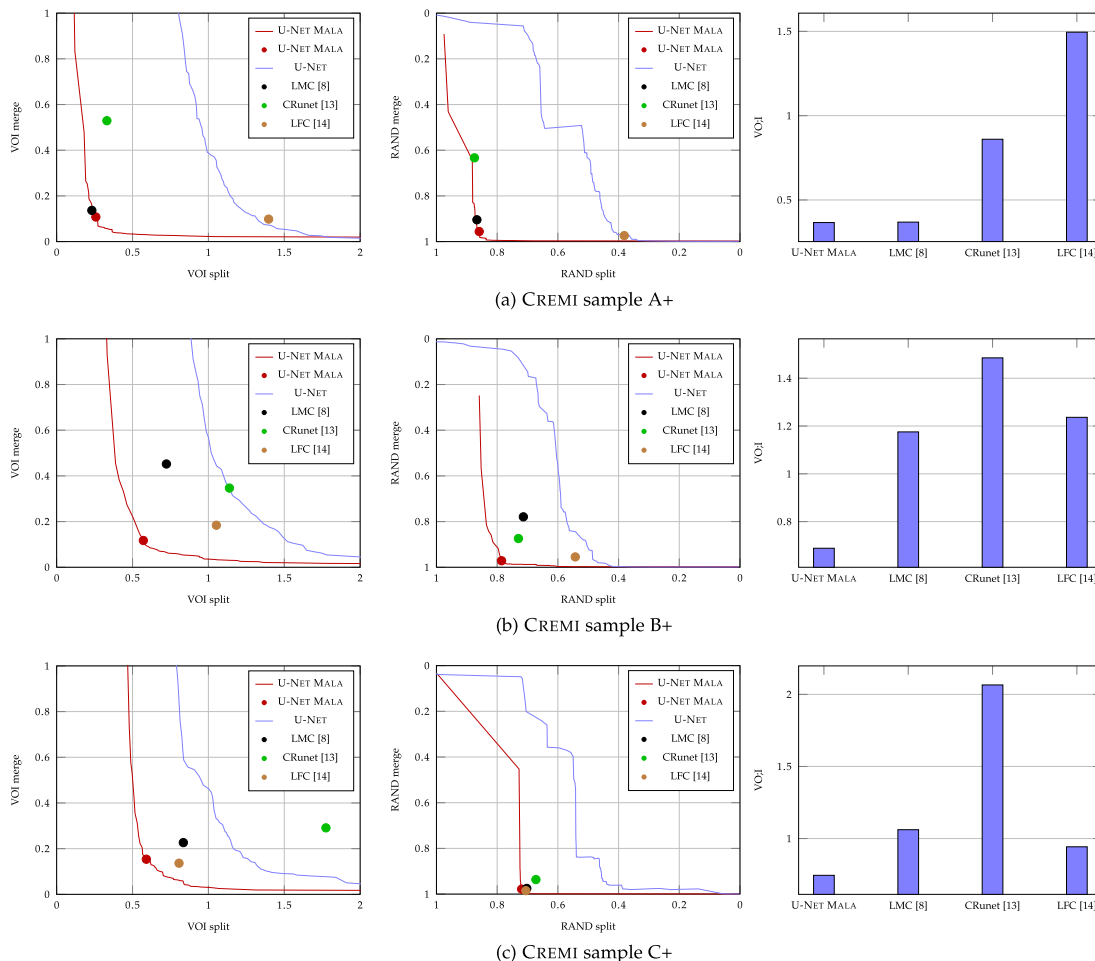 0
0.5
1
1.5
2
0
0.2
0.4
0.6
0.8
1
VOI split
VOI merge
U-NET MALA
U-NET MALA
U-NET
LMC [8]
CRunet [13]
LFC [14]
1
0.8
0.6
0.4
0.2
0
0
0.2
0.4
0.6
0.8
1
RAND split
RAND merge
U-NET MALA
U-NET MALA
U-NET
LMC [8]
CRunet [13]
LFC [14]
U-NET MALA
LMC [8]
CRunet [13]
LFC [14]
0.5
1
1.5
VO;I
(a) CREMI sample A+
0
0.5
1
1.5
2
0
0.2
0.4
0.6
0.8
1
VOI split
VOI merge
U-NET MALA
U-NET MALA
U-NET
LMC [8]
CRunet [13]
LFC [14]
1
0.8
0.6
0.4
0.2
0
0
0.2
0.4
0.6
0.8
1
RAND split
RAND merge
U-NET MALA
U-NET MALA
U-NET
LMC [8]
CRunet [13]
LFC [14]
U-NET MALA
LMC [8]
CRunet [13]
LFC [14]
0.8
1
1.2
1.4
VO;I
(b) CREMI sample B+
0
0.5
1
1.5
2
0
0.2
0.4
0.6
0.8
1
VOI split
VOI merge
U-NET MALA
U-NET MALA
U-NET
LMC [8]
CRunet [13]
LFC [14]
1
0.8
0.6
0.4
0.2
0
0
0.2
0.4
0.6
0.8
1
RAND split
RAND merge
U-NET MALA
U-NET MALA
U-NET
LMC [8]
CRunet [13]
LFC [14]
U-NET MALA
LMC [8]
CRunet [13]
LFC [14]
1
1.5
2
VO;I
(c) CREMI sample C+